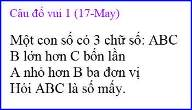 Câu đố vui 1 (17-May)
Một con số có 3 chữ số: ABC
B lớn hơn C bốn lần
A nhỏ hơn B ba đơn vị
Hỏi ABC là số mấy.